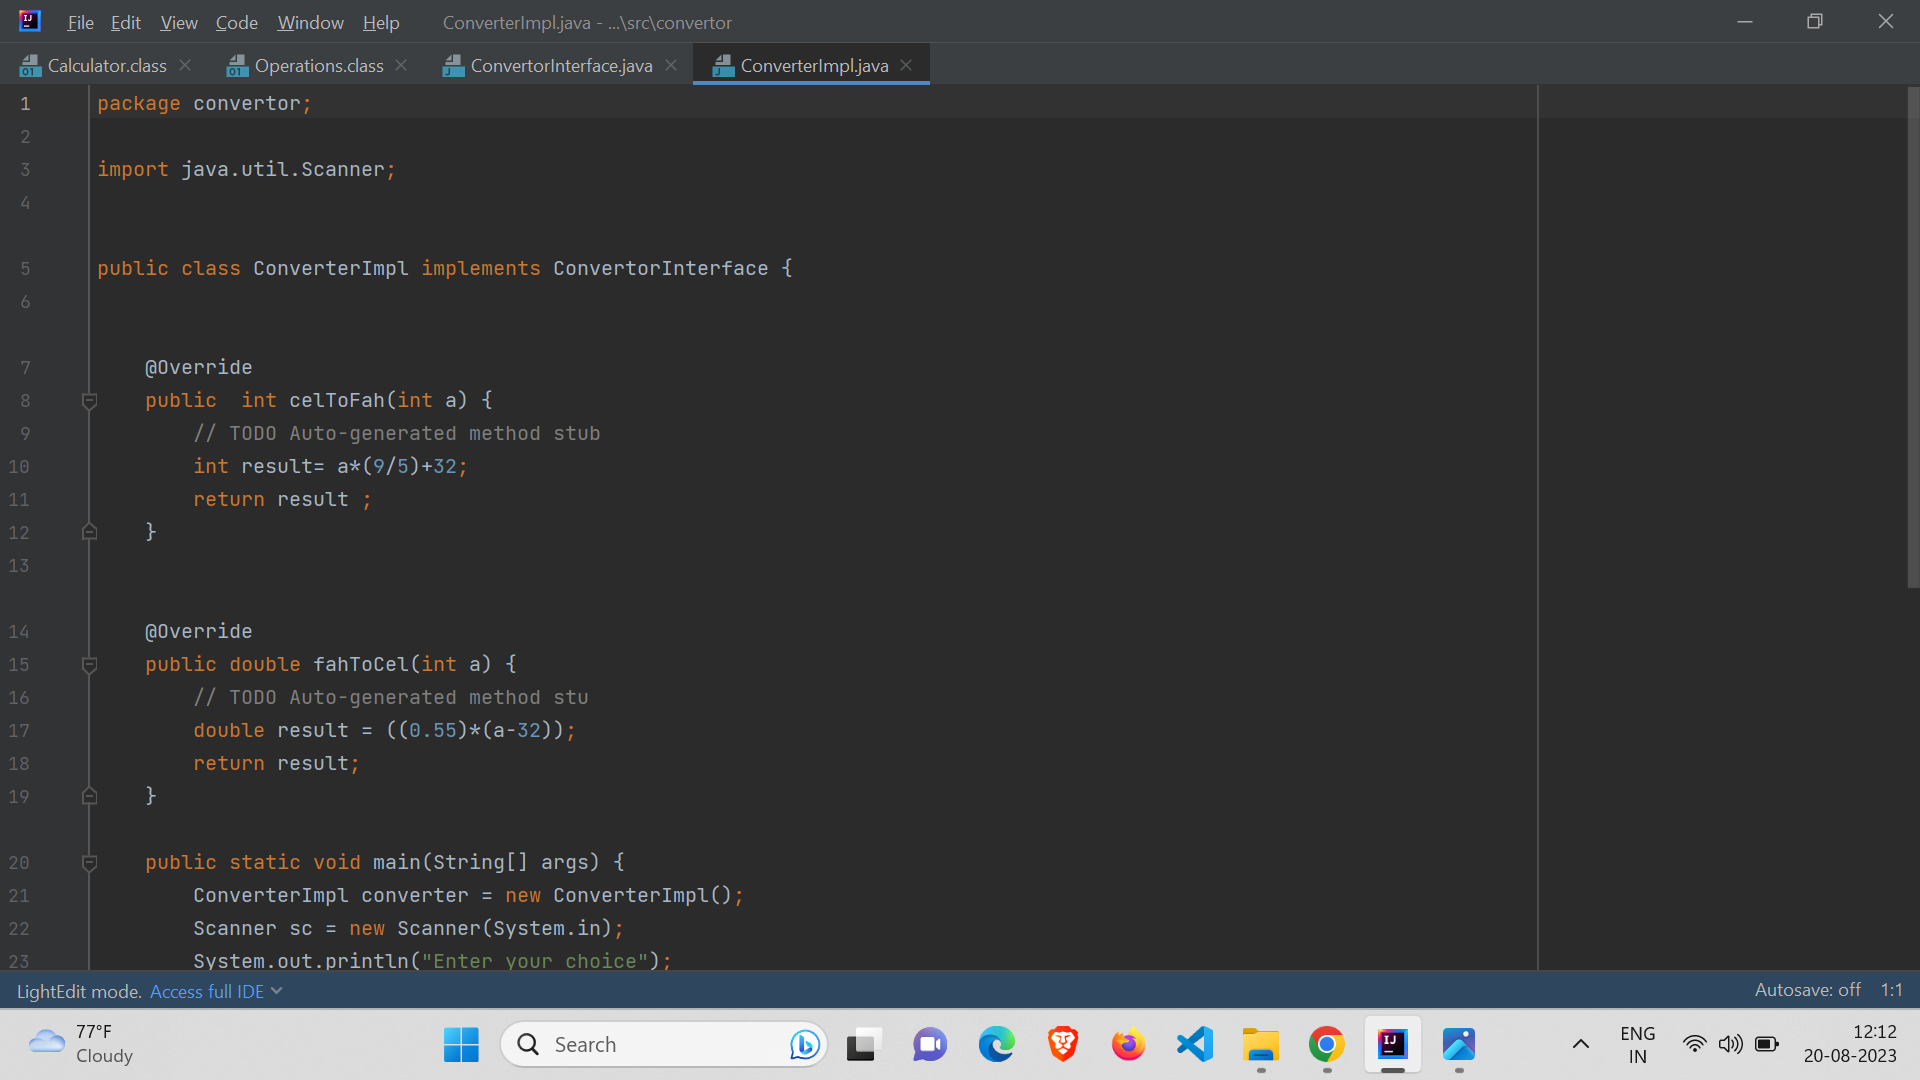 File Edit View Code Window Help ConverterImpl.java - ...\src\convertor
Calculator.class Operations.class ConvertorInterface.java ConverterImpl.java
1 package convertor;
2
3 import java.util.Scanner;
4
5 public class ConverterImpl implements ConvertorInterface {
6
7 @Override
8 public  int celToFah(int a) {
9 // TODO Auto-generated method stub
10 int result= a*(9/5)+32;
11 return result ;
12 }
13
14 @Override
15 public double fahToCel(int a) {
16 // TODO Auto-generated method stu
17 double result = ((0.55)*(a-32));
18 return result;
19 }
20 public static void main(String[] args) {
21 ConverterImpl converter = new ConverterImpl();
22 Scanner sc = new Scanner(System.in);
23 System.out.println("Enter your choice");
LightEdit mode. Access full IDE Autosave: off 1:1
77°F
Cloudy
Search
ENG
IN
12:12
20-08-2023